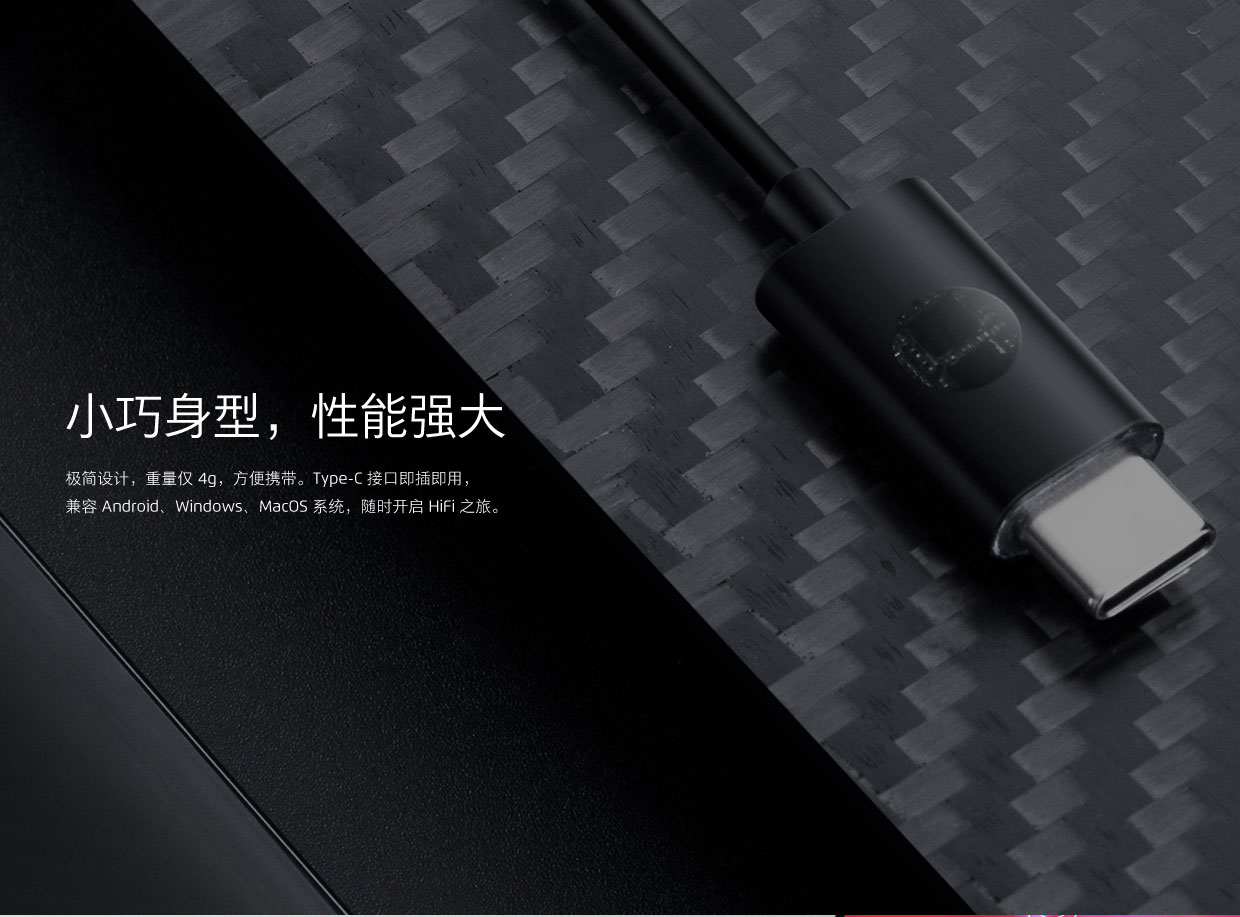 小巧身型，性能强大
极简设计，重量仅 4g，方便携带。Type-C 接口即插即用，
兼容 Android、Windows、MacOS 系统，随时开启 HiFi 之旅。